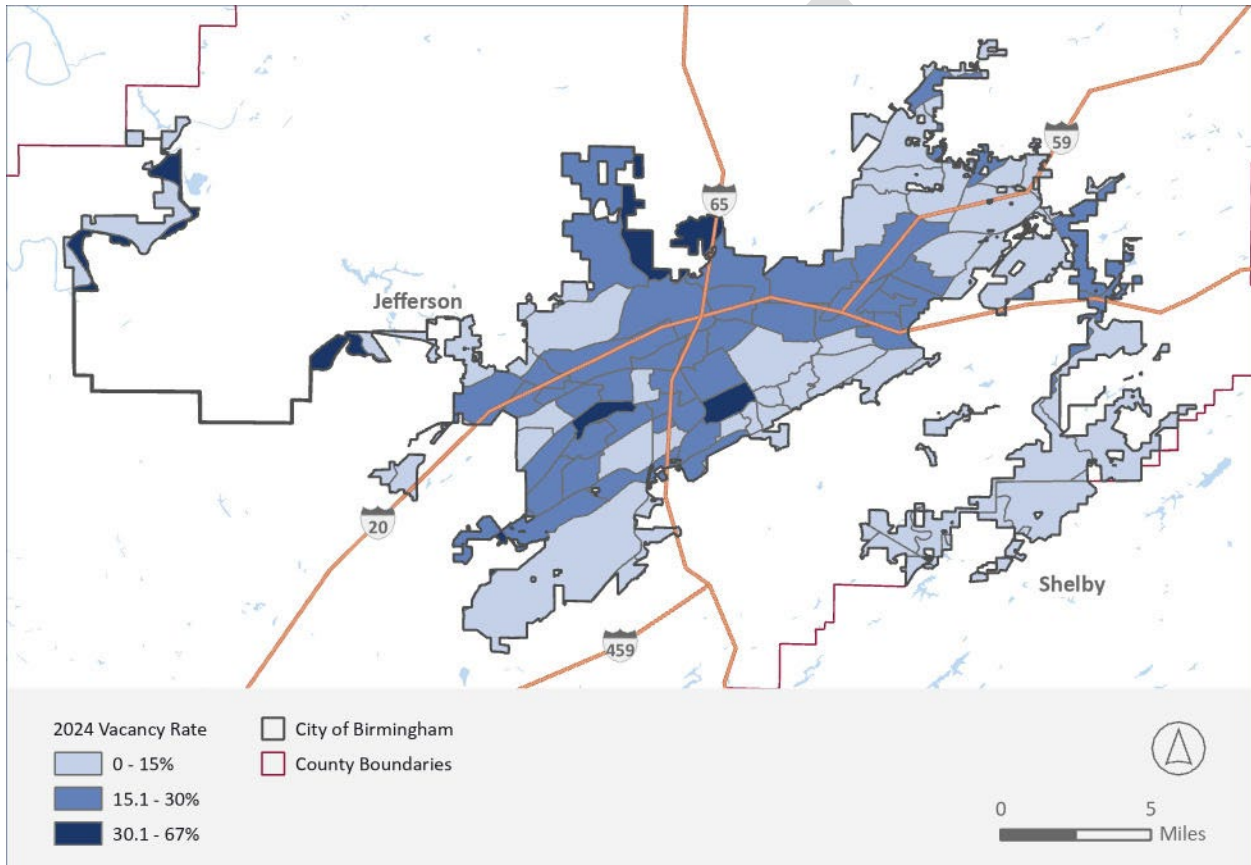 59
65
Jefferson
20
Shelby
459
2024 Vacancy Rate
0 - 15%
15.1 - 30%
30.1 - 67%
City of Birmingham
County Boundaries
0 5
Miles